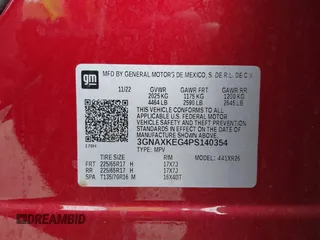 gm
MFD BY GENERAL MOTORS DE MEXICO, S. DE R.L. DE C.V.
11/22 GVWR GAWR FRT GAWR RR
2025 KG 1175 KG 1200 KG
4464 LB 2590 LB 2645 LB
THIS VEHICLE CONFORMS TO ALL
APPLICABLE U.S. FEDERAL MOTOR
VEHICLE SAFETY AND THEFT PREVENTION
STANDARDS IN EFFECT ON THE DATE OF
MANUFACTURE SHOWN ABOVE.
3GNAXKEG4PS140354
TYPE: MPV
MODEL: 4XR26
TIRE SIZE RIM
FRT 225/65R17 H 17X7J
RR 225/65R17 H 17X7J
SPA T135/70R16 M 16X4DT
DREAMBID